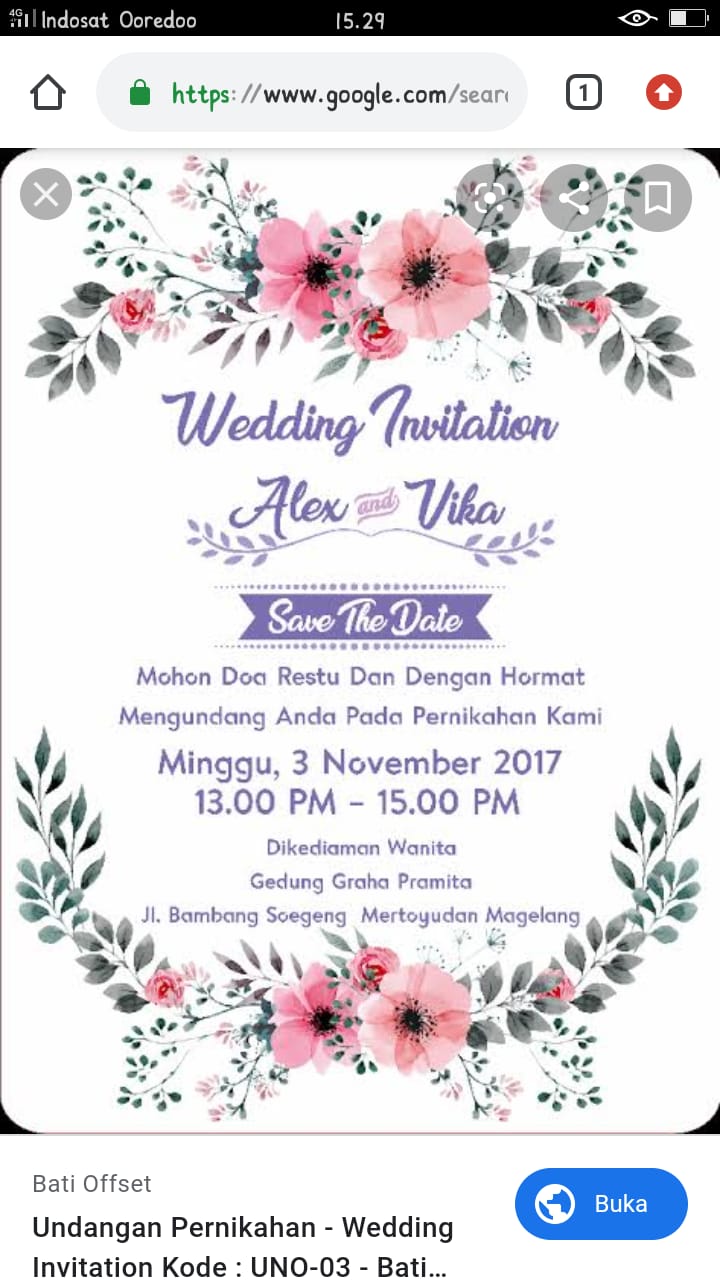 4G Indosat Ooredoo 15.29
https://www.google.com/sear
1
Wedding Invitation
Alex and Vika
Save The Date
Mohon Doa Restu Dan Dengan Hormat
Mengundang Anda Pada Pernikahan Kami
Minggu, 3 November 2017
13.00 PM - 15.00 PM
Dikediaman Wanita
Gedung Graha Pramita
Jl. Bambang Soegeng Mertoyudan Magelang
Bati Offset
Undangan Pernikahan - Wedding
Invitation Kode : UNO-03 - Bati...
Buka